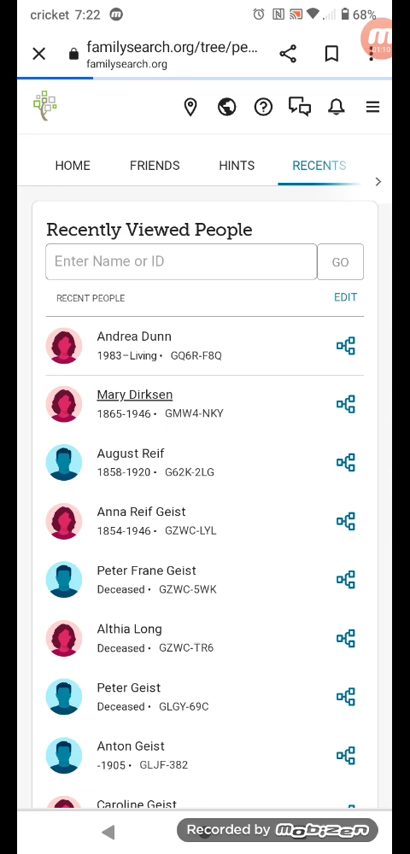 cricket 7:22 68%
familysearch.org/tree/pe...
familysearch.org
01:10
HOME FRIENDS HINTS RECENTS
Recently Viewed People
Enter Name or ID GO
RECENT PEOPLE EDIT
Andrea Dunn
1983–Living • GQ6R-F8Q
Mary Dirksen
1865-1946 • GMW4-NKY
August Reif
1858-1920 • G62K-2LG
Anna Reif Geist
1854-1946 • GZWC-LYL
Peter Frane Geist
Deceased • GZWC-5WK
Althia Long
Deceased • GZWC-TR6
Peter Geist
Deceased • GLGY-69C
Anton Geist
-1905 • GLJF-382
Caroline Geist
Recorded by MOBIZEN